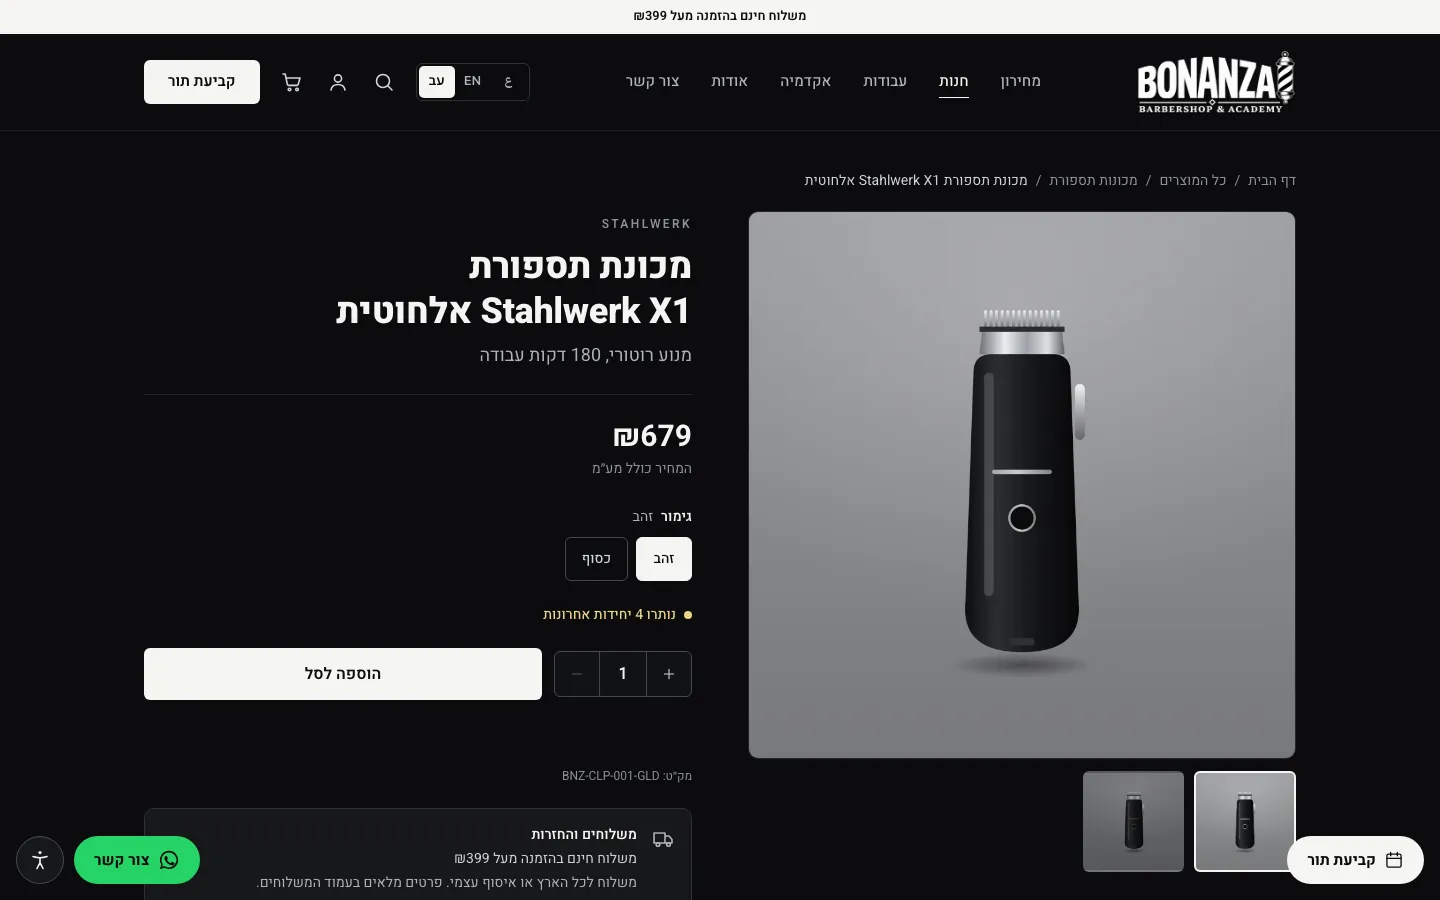 משלוח חינם בהזמנה מעל ₪399
BONANZA
BARBERSHOP & ACADEMY
מחירון
חנות
עבודות
אקדמיה
אודות
צור קשר
ع
EN
עב
קביעת תור
דף הבית / כל המוצרים / מכונות תספורת / מכונת תספורת Stahlwerk X1 אלחוטית
STAHLWERK
מכונת תספורת
Stahlwerk X1 אלחוטית
מנוע רוטורי, 180 דקות עבודה
₪679
המחיר כולל מע״מ
גימור זהב
זהב
כסוף
נותרו 4 יחידות אחרונות
+ 1 −
הוספה לסל
מק״ט: BNZ-CLP-001-GLD
משלוחים והחזרות
משלוח חינם בהזמנה מעל ₪399
משלוח לכל הארץ או איסוף עצמי. פרטים מלאים בעמוד המשלוחים.
קביעת תור
צור קשר